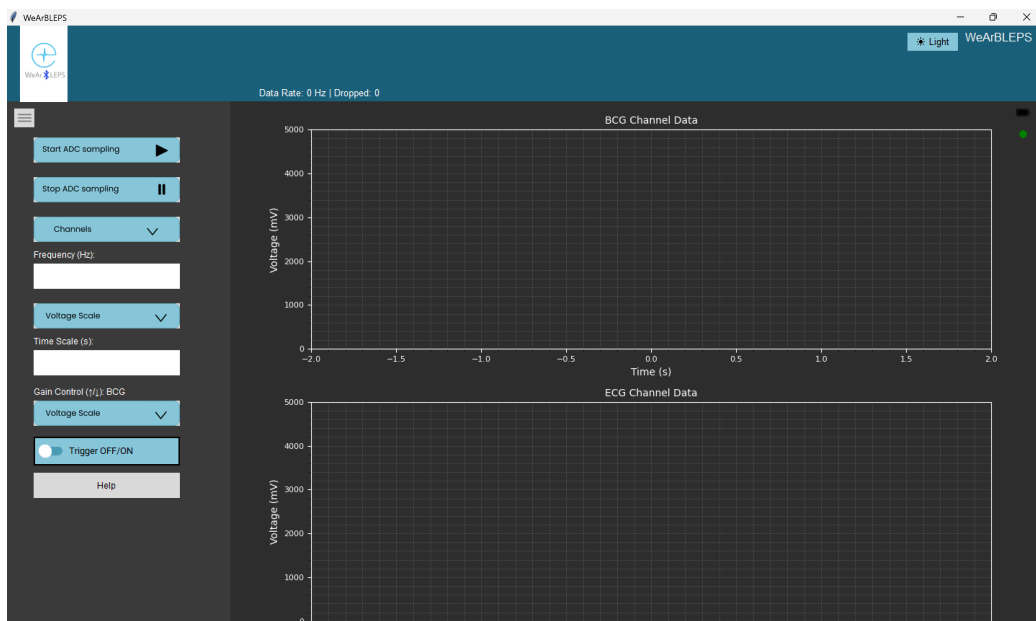 WeArBLEPS
Light
WeArBLEPS
WeAr BLEPS
Data Rate: 0 Hz | Dropped: 0
Start ADC sampling
Stop ADC sampling
Channels
Frequency (Hz):
Voltage Scale
Time Scale (s):
Gain Control (↑/↓): BCG
Voltage Scale
Trigger OFF/ON
Help
BCG Channel Data
5000
4000
3000
2000
1000
0
Voltage (mV)
−2.0 −1.5 −1.0 −0.5 0.0 0.5 1.0 1.5 2.0
Time (s)
ECG Channel Data
5000
4000
3000
2000
1000
0
Voltage (mV)